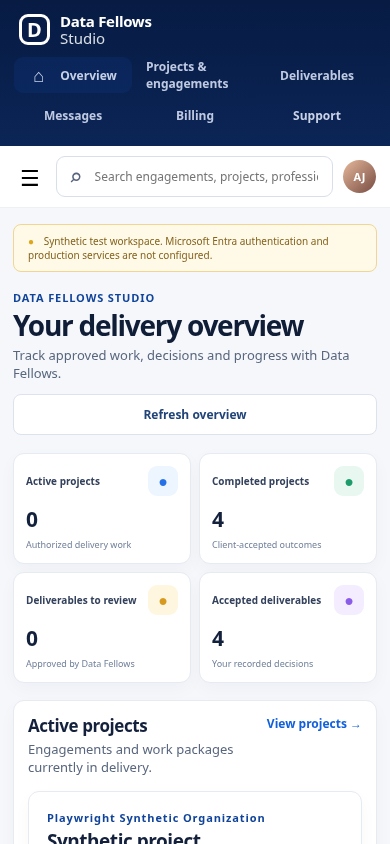 D
Data Fellows
Studio
Overview
Projects &
engagements
Deliverables
Messages
Billing
Support
Search engagements, projects, professi
AJ
Synthetic test workspace. Microsoft Entra authentication and
production services are not configured.
DATA FELLOWS STUDIO
Your delivery overview
Track approved work, decisions and progress with Data
Fellows.
Refresh overview
Active projects
0
Authorized delivery work
Completed projects
4
Client-accepted outcomes
Deliverables to review
0
Approved by Data Fellows
Accepted deliverables
4
Your recorded decisions
Active projects
View projects →
Engagements and work packages
currently in delivery.
Playwright Synthetic Organization
Synthetic project